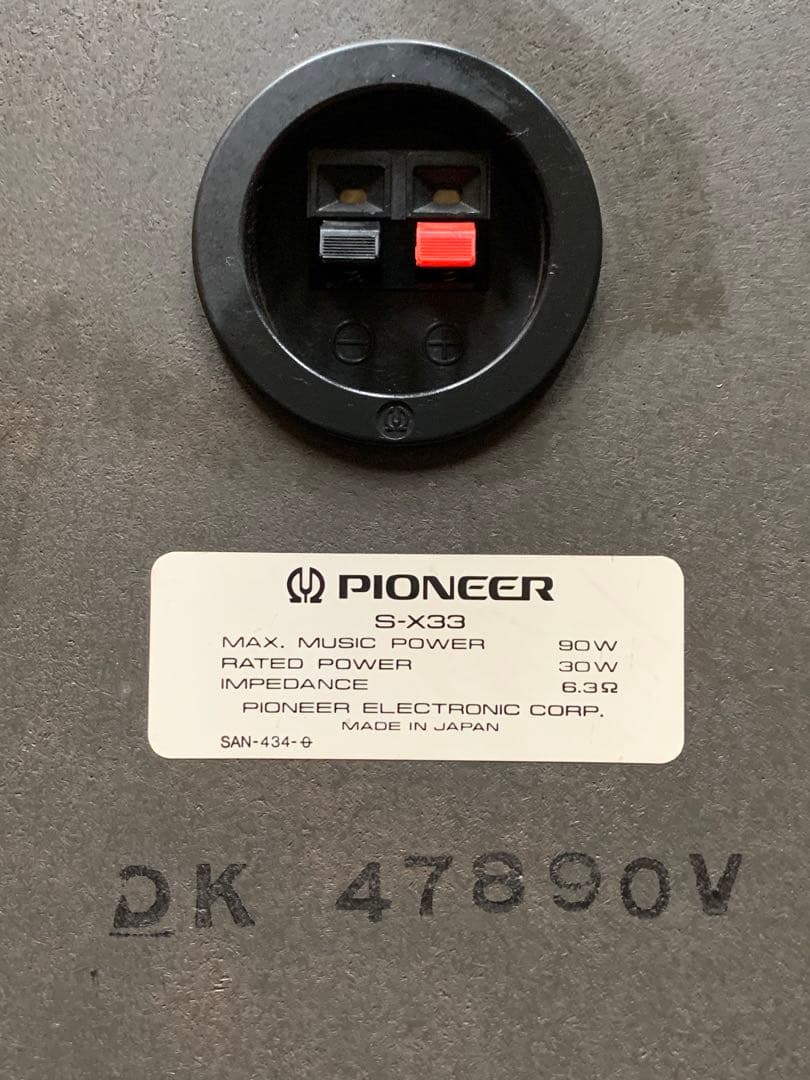 ⊖ ⊕
PIONEER
S-X33
MAX. MUSIC POWER 90W
RATED POWER 30W
IMPEDANCE 6.3Ω
PIONEER ELECTRONIC CORP.
MADE IN JAPAN
SAN-434-0
DK 47890V